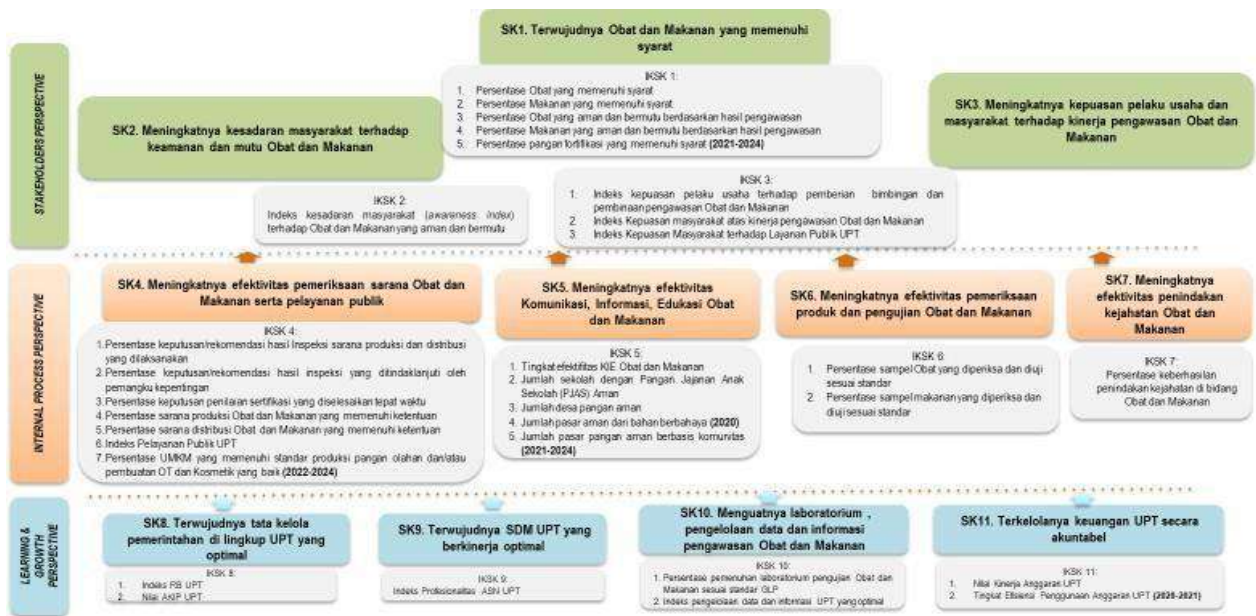 STAKEHOLDERS PERSPECTIVE
SK1. Terwujudnya Obat dan Makanan yang memenuhi
syarat
IKSK 1:
1. Persentase Obat yang memenuhi syarat
2. Persentase Makanan yang memenuhi syarat
3. Persentase Obat yang aman dan bermutu berdasarkan hasil pengawasan
4. Persentase Makanan yang aman dan bermutu berdasarkan hasil pengawasan
5. Persentase pangan fortifikasi yang memenuhi syarat (2021-2024)
SK2. Meningkatnya kesadaran masyarakat terhadap
keamanan dan mutu Obat dan Makanan
IKSK 2:
Indeks kesadaran masyarakat (awareness index)
terhadap Obat dan Makanan yang aman dan bermutu
SK3. Meningkatnya kepuasan pelaku usaha dan
masyarakat terhadap kinerja pengawasan Obat dan
Makanan
IKSK 3:
1. Indeks kepuasan pelaku usaha terhadap pemberian bimbingan dan
pembinaan pengawasan Obat dan Makanan
2. Indeks Kepuasan masyarakat atas kinerja pengawasan Obat dan Makanan
3. Indeks Kepuasan Masyarakat terhadap Layanan Publik UPT
INTERNAL PROCESS PERSPECTIVE
SK4. Meningkatnya efektivitas pemeriksaan sarana Obat dan
Makanan serta pelayanan publik
IKSK 4:
1. Persentase keputusan/rekomendasi hasil Inspeksi sarana produksi dan distribusi
yang dilaksanakan
2. Persentase keputusan/rekomendasi hasil inspeksi yang ditindaklanjuti oleh
pemangku kepentingan
3. Persentase keputusan penilaian sertifikasi yang diselesaikan tepat waktu
4. Persentase sarana produksi Obat dan Makanan yang memenuhi ketentuan
5. Persentase sarana distribusi Obat dan Makanan yang memenuhi ketentuan
6. Indeks Pelayanan Publik UPT
7. Persentase UMKM yang memenuhi standar produksi pangan olahan dan/atau
pembuatan OT dan Kosmetik yang baik (2022-2024)
SK5. Meningkatnya efektivitas
Komunikasi, Informasi, Edukasi Obat
dan Makanan
IKSK 5:
1. Tingkat efektifitas KIE Obat dan Makanan
2. Jumlah sekolah dengan Pangan Jajanan Anak
Sekolah (PJAS) Aman
3. Jumlah desa pangan aman
4. Jumlah pasar aman dari bahan berbahaya (2020)
5. Jumlah pasar pangan aman berbasis komunitas
(2021-2024)
SK6. Meningkatnya efektivitas pemeriksaan
produk dan pengujian Obat dan Makanan
IKSK 6:
1. Persentase sampel Obat yang diperiksa dan diuji
sesuai standar
2. Persentase sampel makanan yang diperiksa dan
diuji sesuai standar
SK7. Meningkatnya
efektivitas penindakan
kejahatan Obat dan
Makanan
IKSK 7:
Persentase keberhasilan
penindakan kejahatan di bidang
Obat dan Makanan
LEARNING &
GROWTH
PERSPECTIVE
SK8. Terwujudnya tata kelola
pemerintahan di lingkup UPT yang
optimal
IKSK 8:
1. Indeks RB UPT
2. Nilai AKIP UPT
SK9. Terwujudnya SDM UPT yang
berkinerja optimal
IKSK 9:
Indeks Profesionalitas ASN UPT
SK10. Menguatnya laboratorium ,
pengelolaan data dan informasi
pengawasan Obat dan Makanan
IKSK 10:
1. Persentase pemenuhan laboratorium pengujian Obat dan
Makanan sesuai standar GLP
2. Indeks pengelolaan data dan informasi UPT yang optimal
SK11. Terkelolanya keuangan UPT secara
akuntabel
IKSK 11:
1. Nilai Kinerja Anggaran UPT
2. Tingkat Efisiensi Penggunaan Anggaran UPT (2020-2021)